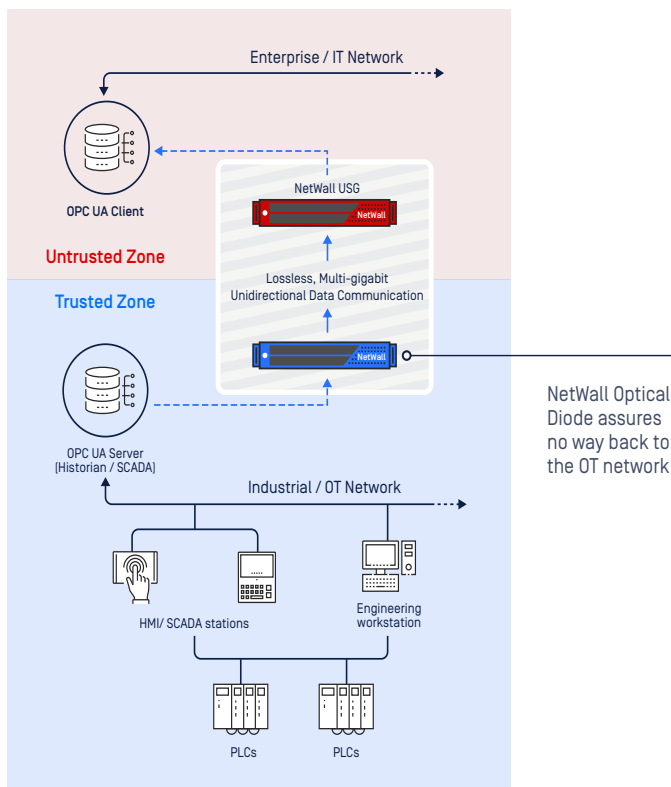 Enterprise / IT Network
OPC UA Client
NetWall USG
NetWall
Untrusted Zone
Lossless, Multi-gigabit
Unidirectional Data Communication
Trusted Zone
NetWall
NetWall Optical
Diode assures
no way back to
the OT network
OPC UA Server
(Historian / SCADA)
Industrial / OT Network
HMI/ SCADA stations
Engineering
workstation
PLCs
PLCs